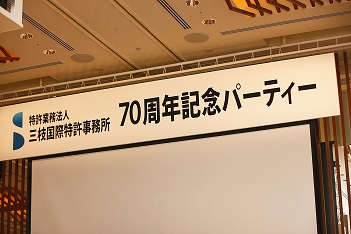 特許業務法人
三枝国際特許事務所 70周年記念パーティー